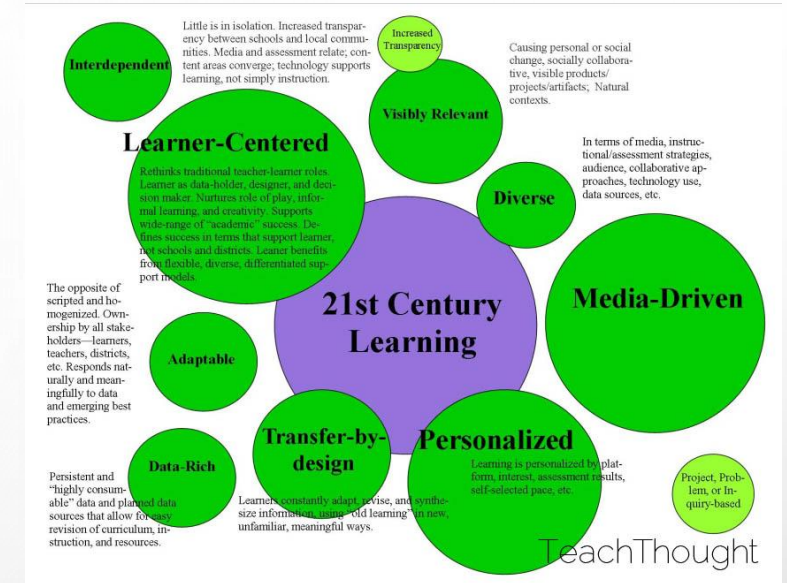 Little is in isolation. Increased transpar-
ency between schools and local commu-
nities. Media and assessment relate; con-
tent areas converge; technology supports
learning, not simply instruction.
Interdependent
Increased
Transparency
Causing personal or social
change, socially collabora-
tive, visible products/
projects/artifacts; Natural
contexts.
Visibly Relevant
Learner-Centered
Rethinks traditional teacher-learner roles.
Learner as data-holder, designer, and deci-
sion maker. Nurtures role of play, infor-
mal learning, and creativity. Supports
wide-range of "academic" success. De-
fines success in terms that support learner,
not schools and districts. Leaner benefits
from flexible, diverse, differentiated sup-
port models.
In terms of media, instruc-
tional/assessment strategies,
audience, collaborative ap-
proaches, technology use,
data sources, etc.
Diverse
Media-Driven
21st Century
Learning
The opposite of
scripted and ho-
mogenized. Own-
ership by all stake-
holders—learners,
teachers, districts,
etc. Responds nat-
urally and mean-
ingfully to data
and emerging best
practices.
Adaptable
Transfer-by-
design
Learners constantly adapt, revise, and synthe-
size information, using "old learning" in new,
unfamiliar, meaningful ways.
Personalized
Learning is personalized by plat-
form, interest, assessment results,
self-selected pace, etc.
Data-Rich
Persistent and
"highly consum-
able" data and planned data
sources that allow for easy
revision of curriculum, in-
struction, and resources.
Project, Prob-
lem, or In-
quiry-based
TeachThought